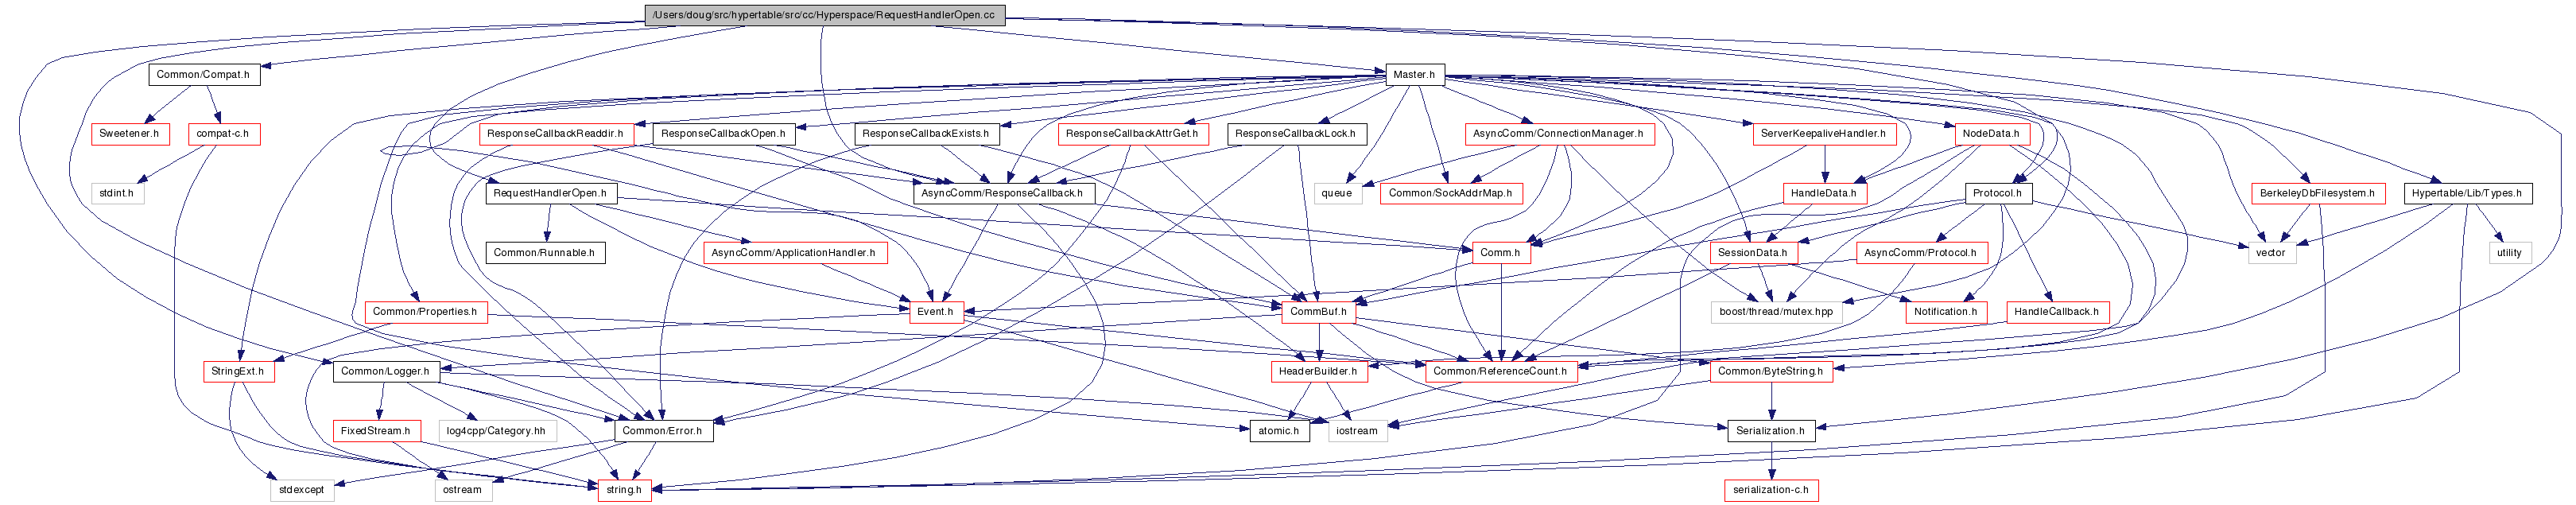 /Users/doug/src/hypertable/src/cc/Hyperspace/RequestHandlerOpen.cc
Common/Compat.h
Master.h
Sweetener.h
compat-c.h
ResponseCallbackReaddir.h
ResponseCallbackOpen.h
ResponseCallbackExists.h
ResponseCallbackAttrGet.h
ResponseCallbackLock.h
AsyncComm/ConnectionManager.h
ServerKeepaliveHandler.h
NodeData.h
stdint.h
RequestHandlerOpen.h
AsyncComm/ResponseCallback.h
queue
Common/SockAddrMap.h
HandleData.h
Protocol.h
BerkeleyDbFilesystem.h
Hypertable/Lib/Types.h
Common/Runnable.h
AsyncComm/ApplicationHandler.h
Comm.h
SessionData.h
AsyncComm/Protocol.h
vector
utility
Common/Properties.h
Event.h
CommBuf.h
boost/thread/mutex.hpp
Notification.h
HandleCallback.h
StringExt.h
Common/Logger.h
HeaderBuilder.h
Common/ReferenceCount.h
Common/ByteString.h
FixedStream.h
log4cpp/Category.hh
Common/Error.h
atomic.h
iostream
Serialization.h
stdexcept
ostream
string.h
serialization-c.h